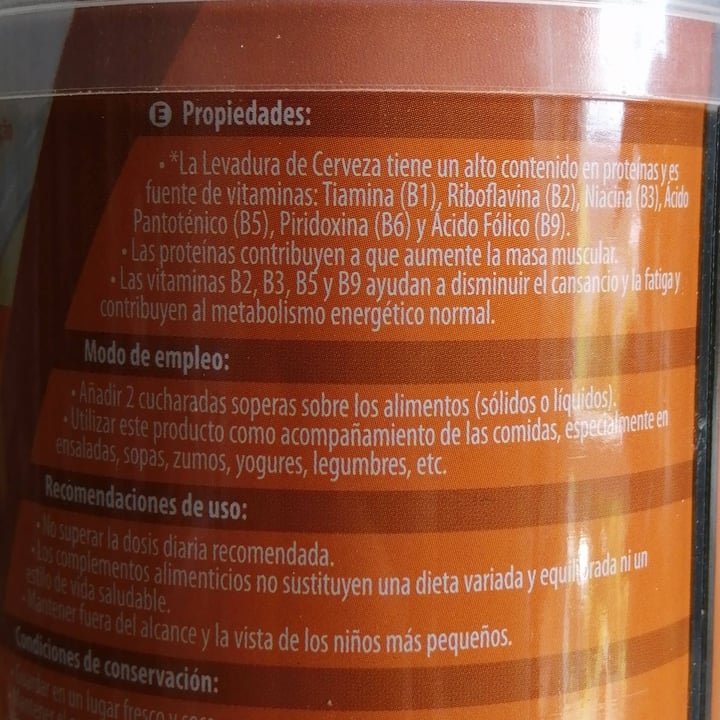 E Propiedades:
• *La Levadura de Cerveza tiene un alto contenido en proteínas y es
fuente de vitaminas: Tiamina (B1), Riboflavina (B2), Niacina (B3), Ácido
Pantoténico (B5), Piridoxina (B6) y Ácido Fólico (B9).
• Las proteínas contribuyen a que aumente la masa muscular.
• Las vitaminas B2, B3, B5 y B9 ayudan a disminuir el cansancio y la fatiga y
contribuyen al metabolismo energético normal.
Modo de empleo:
• Añadir 2 cucharadas soperas sobre los alimentos (sólidos o líquidos).
• Utilizar este producto como acompañamiento de las comidas, especialmente en
ensaladas, sopas, zumos, yogures, legumbres, etc.
Recomendaciones de uso:
• No superar la dosis diaria recomendada.
• Los complementos alimenticios no sustituyen una dieta variada y equilibrada ni un
estilo de vida saludable.
• Mantener fuera del alcance y la vista de los niños más pequeños.
Condiciones de conservación:
• Guardar en un lugar fresco y
• Mantener